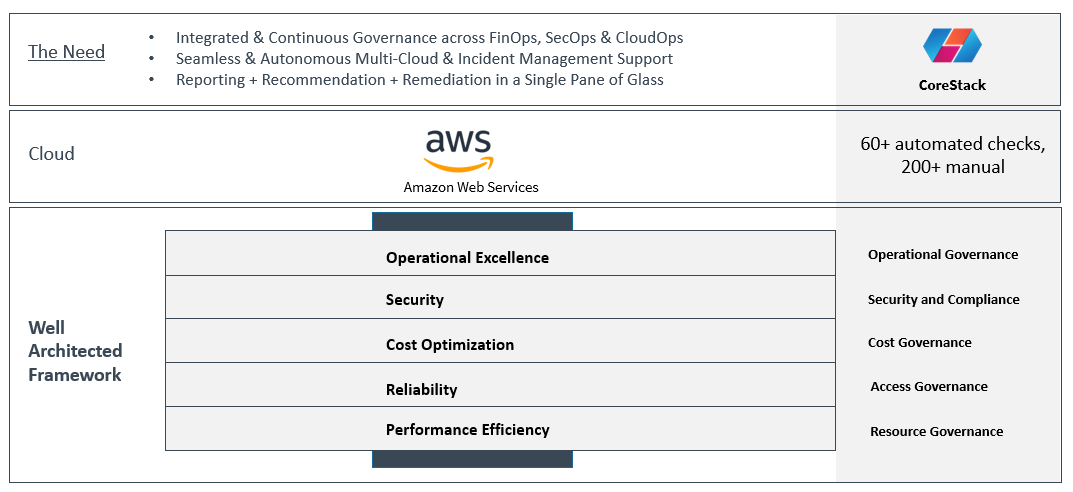 The Need
• Integrated & Continuous Governance across FinOps, SecOps & CloudOps
• Seamless & Autonomous Multi-Cloud & Incident Management Support
• Reporting + Recommendation + Remediation in a Single Pane of Glass
CoreStack
Cloud
aws
Amazon Web Services
60+ automated checks,
200+ manual
Well
Architected
Framework
Operational Excellence
Operational Governance
Security
Security and Compliance
Cost Optimization
Cost Governance
Reliability
Access Governance
Performance Efficiency
Resource Governance